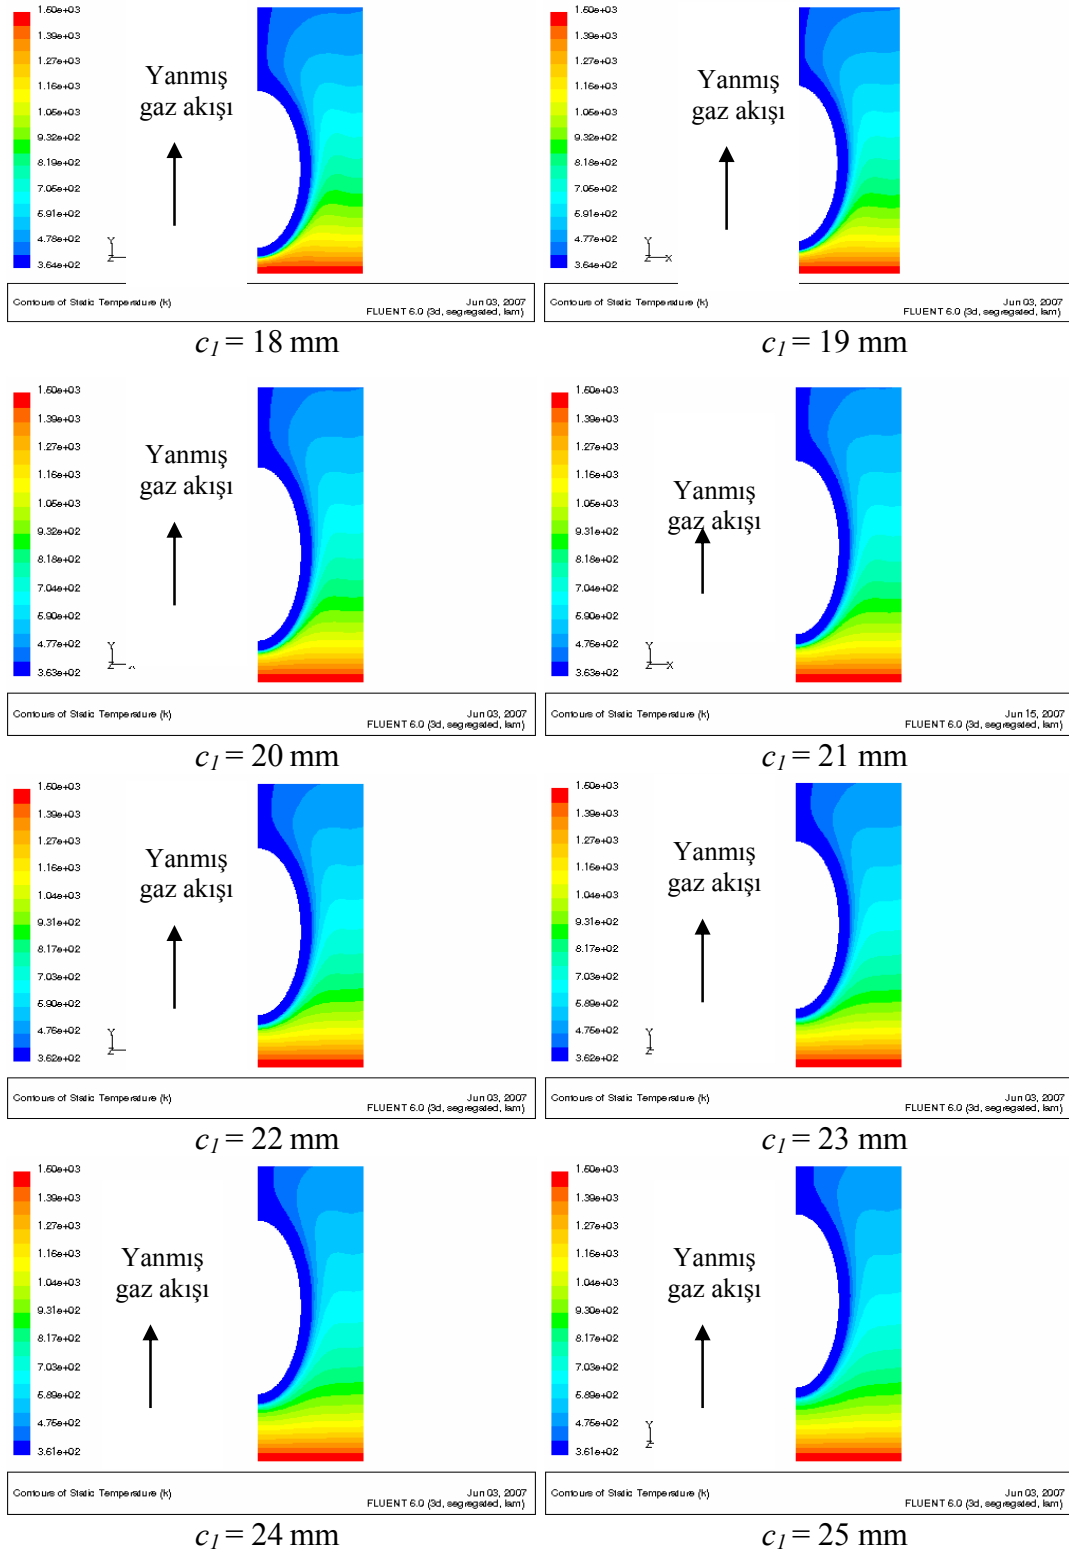 1.50e+03
1.39e+03
1.27e+03
1.16e+03
1.05e+03
9.32e+02
8.19e+02
7.05e+02
5.91e+02
4.78e+02
3.64e+02
Yanmış
gaz akışı
Y
Z
Contours of Static Temperature (k)
Jun 03, 2007
FLUENT 6.0 (3d, segregated, lam)
c1 = 18 mm
1.50e+03
1.39e+03
1.27e+03
1.16e+03
1.05e+03
9.32e+02
8.18e+02
7.05e+02
5.91e+02
4.77e+02
3.64e+02
Yanmış
gaz akışı
Y
Z X
Contours of Static Temperature (k)
Jun 03, 2007
FLUENT 6.0 (3d, segregated, lam)
c1 = 19 mm
1.50e+03
1.39e+03
1.27e+03
1.16e+03
1.05e+03
9.32e+02
8.18e+02
7.04e+02
5.90e+02
4.77e+02
3.63e+02
Yanmış
gaz akışı
Y
Z
Contours of Static Temperature (k)
Jun 03, 2007
FLUENT 6.0 (3d, segregated, lam)
c1 = 20 mm
1.50e+03
1.39e+03
1.27e+03
1.16e+03
1.05e+03
9.31e+02
8.18e+02
7.04e+02
5.90e+02
4.76e+02
3.63e+02
Yanmış
gaz akışı
Y
Z X
Contours of Static Temperature (k)
Jun 15, 2007
FLUENT 6.0 (3d, segregated, lam)
c1 = 21 mm
1.50e+03
1.39e+03
1.27e+03
1.16e+03
1.04e+03
9.31e+02
8.17e+02
7.03e+02
5.90e+02
4.76e+02
3.62e+02
Yanmış
gaz akışı
Y
Z
Contours of Static Temperature (k)
Jun 03, 2007
FLUENT 6.0 (3d, segregated, lam)
c1 = 22 mm
1.50e+03
1.39e+03
1.27e+03
1.16e+03
1.04e+03
9.31e+02
8.17e+02
7.03e+02
5.89e+02
4.75e+02
3.62e+02
Yanmış
gaz akışı
Y
Z
Contours of Static Temperature (k)
Jun 03, 2007
FLUENT 6.0 (3d, segregated, lam)
c1 = 23 mm
1.50e+03
1.39e+03
1.27e+03
1.16e+03
1.04e+03
9.31e+02
8.17e+02
7.03e+02
5.89e+02
4.75e+02
3.61e+02
Yanmış
gaz akışı
Contours of Static Temperature (k)
Jun 03, 2007
FLUENT 6.0 (3d, segregated, lam)
c1 = 24 mm
1.50e+03
1.39e+03
1.27e+03
1.16e+03
1.04e+03
9.30e+02
8.17e+02
7.03e+02
5.89e+02
4.75e+02
3.61e+02
Yanmış
gaz akışı
Y
Z
Contours of Static Temperature (k)
Jun 03, 2007
FLUENT 6.0 (3d, segregated, lam)
c1 = 25 mm